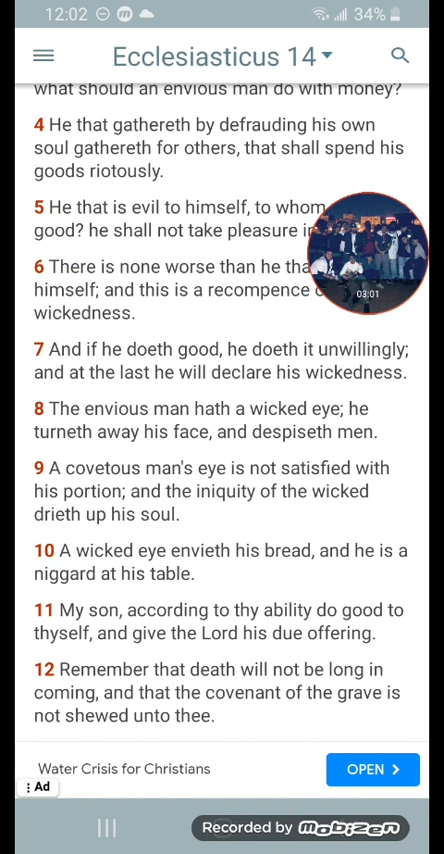 12:02 34%
Ecclesiasticus 14
what should an envious man do with money?
4 He that gathereth by defrauding his own
soul gathereth for others, that shall spend his
goods riotously.
5 He that is evil to himself, to whom
good? he shall not take pleasure
6 There is none worse than he
himself; and this is a recompence
wickedness.
03:01
7 And if he doeth good, he doeth it unwillingly;
and at the last he will declare his wickedness.
8 The envious man hath a wicked eye; he
turneth away his face, and despiseth men.
9 A covetous man's eye is not satisfied with
his portion; and the iniquity of the wicked
drieth up his soul.
10 A wicked eye envieth his bread, and he is a
niggard at his table.
11 My son, according to thy ability do good to
thyself, and give the Lord his due offering.
12 Remember that death will not be long in
coming, and that the covenant of the grave is
not shewed unto thee.
Water Crisis for Christians OPEN
Ad
Recorded by mobizen